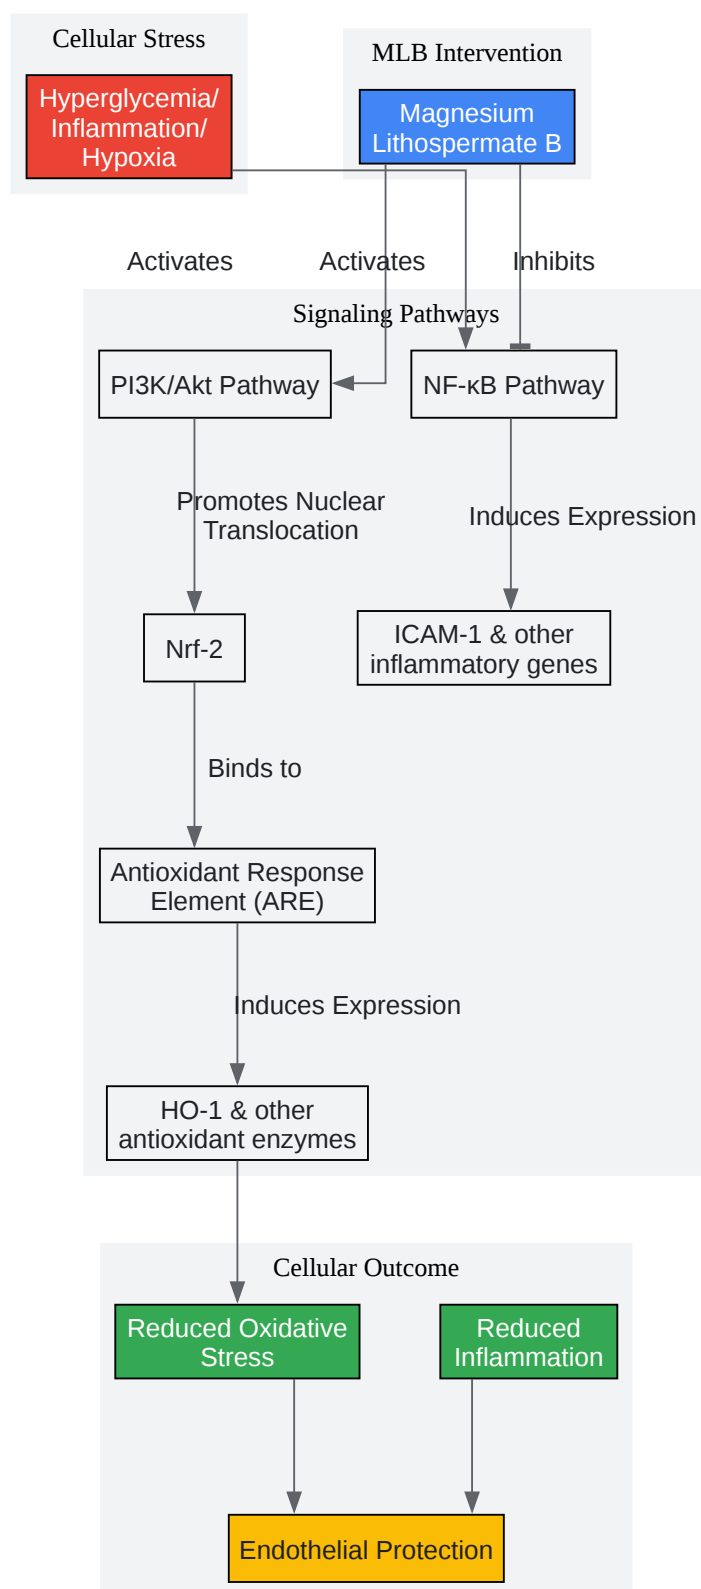 Cellular Stress
MLB Intervention
Hyperglycemia/
Inflammation/
Hypoxia
Magnesium
Lithospermate B
Activates
Activates
Inhibits
Signaling Pathways
PI3K/Akt Pathway
NF-κB Pathway
Promotes Nuclear
Translocation
Induces Expression
Nrf-2
ICAM-1 & other
inflammatory genes
Binds to
Antioxidant Response
Element (ARE)
Induces Expression
HO-1 & other
antioxidant enzymes
Cellular Outcome
Reduced Oxidative
Stress
Reduced
Inflammation
Endothelial Protection